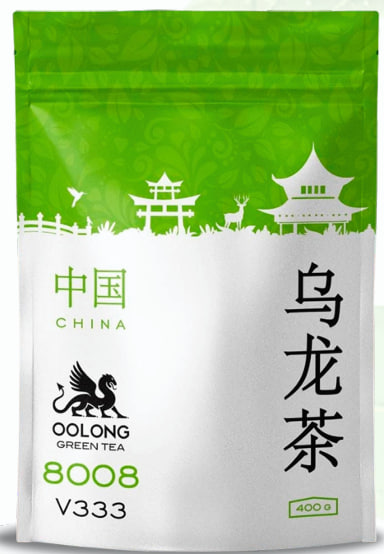 中国
CHINA
乌龙茶
OOLONG
GREEN TEA
8008
V333
400 G